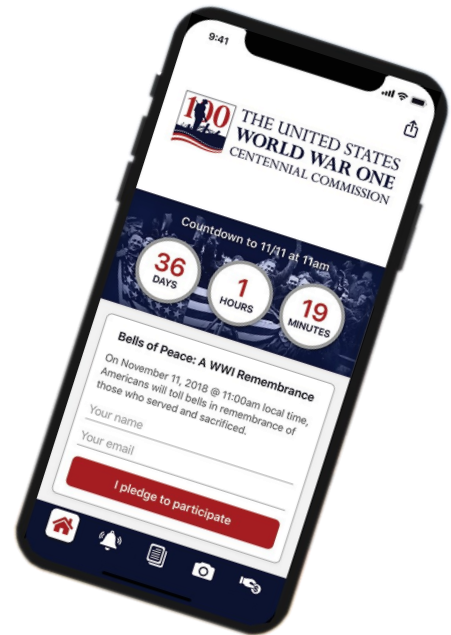 9:41
100
THE UNITED STATES
WORLD WAR ONE
CENTENNIAL COMMISSION
Countdown to 11/11 at 11am
36
DAYS
1
HOURS
19
MINUTES
Bells of Peace: A WWI Remembrance
On November 11, 2018 @ 11:00am local time,
Americans will toll bells in remembrance of
those who served and sacrificed.
Your name
Your email
I pledge to participate